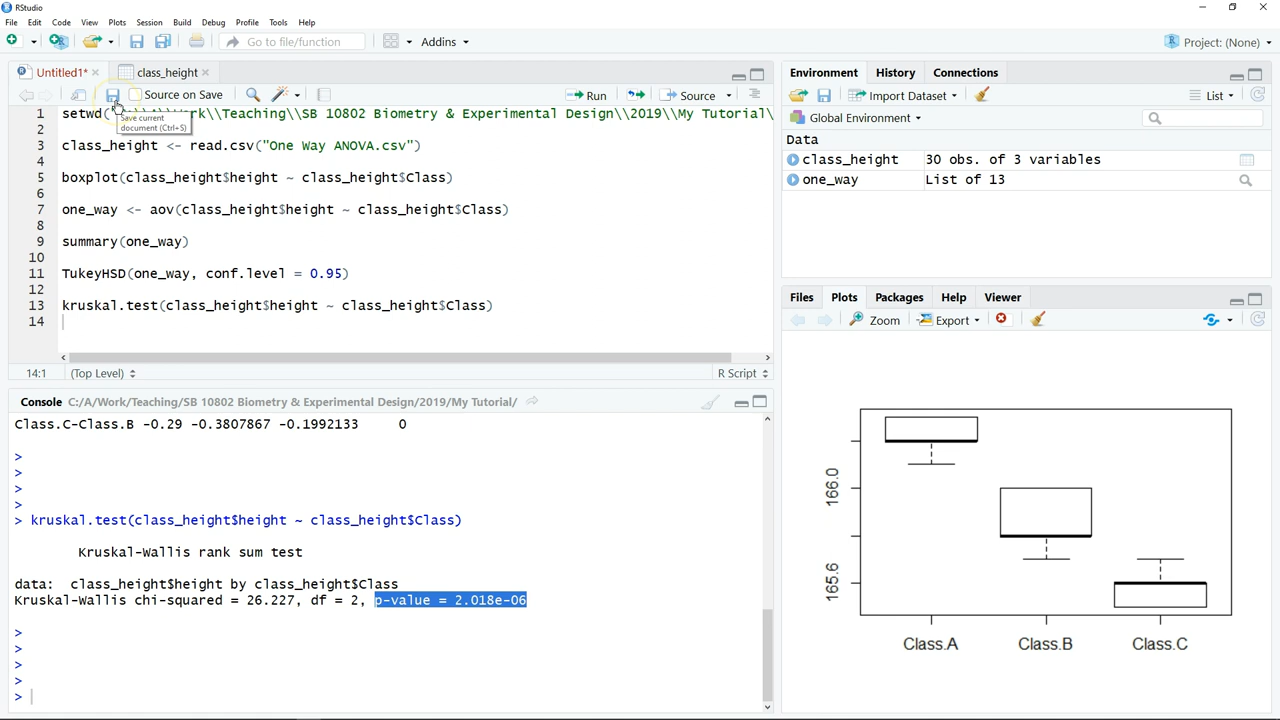 RStudio
File Edit Code View Plots Session Build Debug Profile Tools Help
Go to file/function Addins Project: (None)
Untitled1* class_height
Source on Save Run Source
Save current
document (Ctrl+S)
1 setwd( \\Work\\Teaching\\SB 10802 Biometry & Experimental Design\\2019\\My Tutorial\
2
3 class_height <- read.csv("One Way ANOVA.csv")
4
5 boxplot(class_height$height ~ class_height$Class)
6
7 one_way <- aov(class_height$height ~ class_height$Class)
8
9 summary(one_way)
10
11 TukeyHSD(one_way, conf.level = 0.95)
12
13 kruskal.test(class_height$height ~ class_height$Class)
14
14:1 (Top Level) R Script
Console C:/A/Work/Teaching/SB 10802 Biometry & Experimental Design/2019/My Tutorial/
Class.C-Class.B -0.29 -0.3807867 -0.1992133 0
>
>
>
>
> kruskal.test(class_height$height ~ class_height$Class)
Kruskal-Wallis rank sum test
data: class_height$height by class_height$Class
Kruskal-Wallis chi-squared = 26.227, df = 2, p-value = 2.018e-06
>
>
>
>
>
Environment History Connections
Import Dataset List
Global Environment
Data
class_height 30 obs. of 3 variables
one_way List of 13
Files Plots Packages Help Viewer
Zoom Export
166.0
165.6
Class.A Class.B Class.C